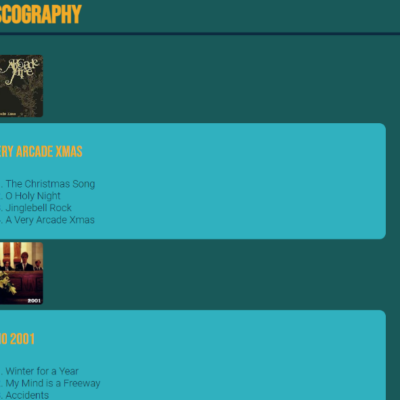 SCOGRAPHY
Arcade
Fire
ERY ARCADE XMAS
. The Christmas Song
. O Holy Night
. Jinglebell Rock
. A Very Arcade Xmas
2001
O 2001
. Winter for a Year
. My Mind is a Freeway
. Accidents